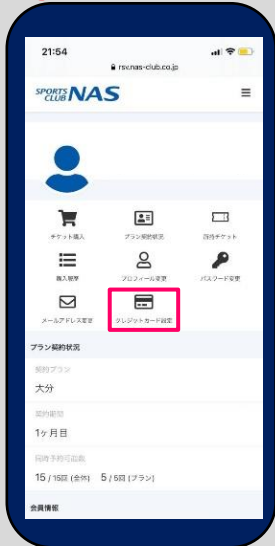 21:54
rsv.nas-club.co.jp
SPORTS CLUB NAS
チケット購入
プラン契約状況
所持チケット
購入履歴
プロフィール変更
パスワード変更
メールアドレス変更
クレジットカード設定
プラン契約状況
契約プラン
大分
契約期間
1ヶ月目
同時予約可能数
15 / 15回 (全体) 5 / 5回 (プラン)
会員情報